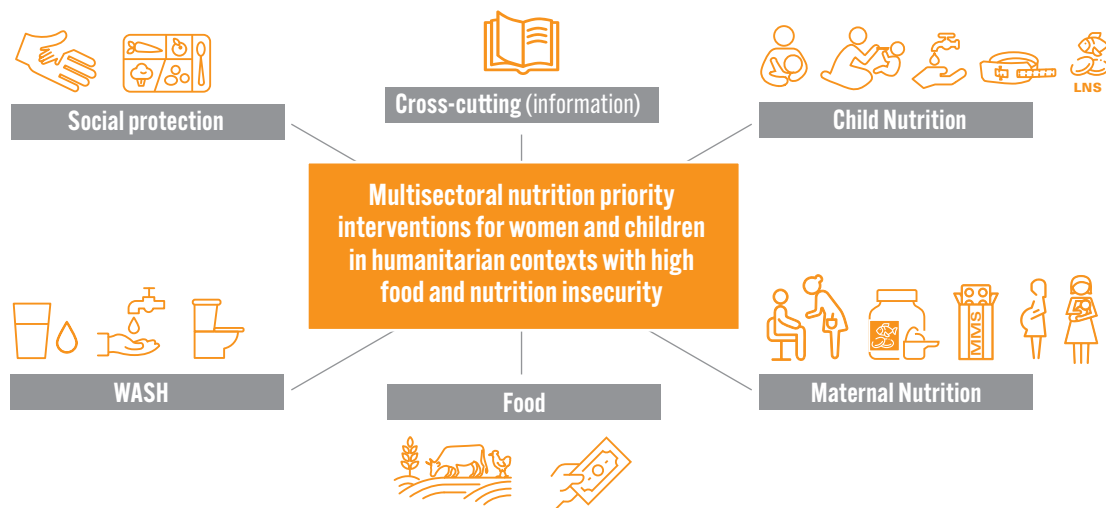 Cross-cutting (information)
LNS
Social protection
Child Nutrition
Multisectoral nutrition priority
interventions for women and children
in humanitarian contexts with high
food and nutrition insecurity
MMS
WASH
Food
Maternal Nutrition